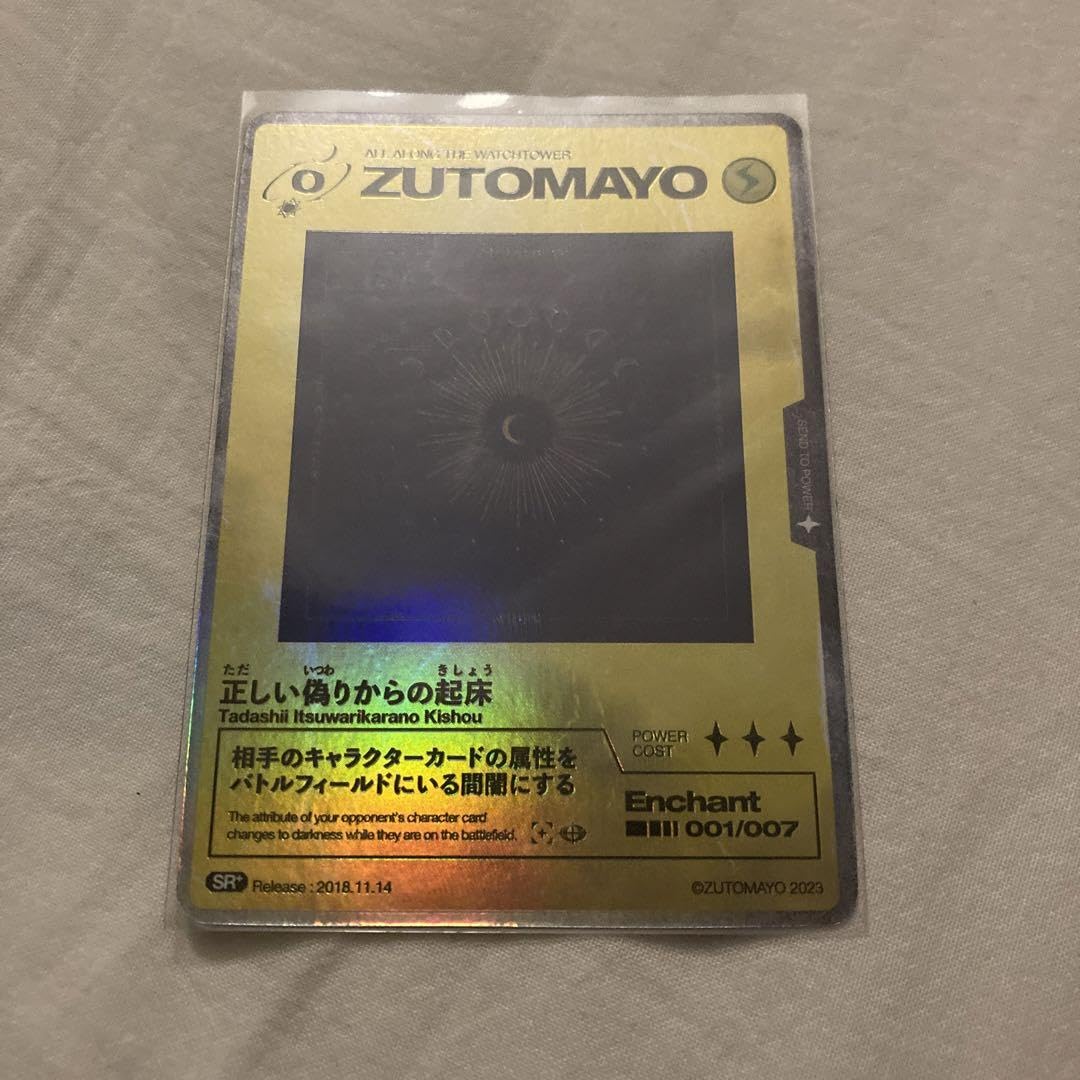 ALL ALONG THE WATCHTOWER
0 ZUTOMAYO
SEND TO POWER
ただ いつわ きしょう
正しい偽りからの起床
Tadashii Itsuwarikarano Kishou
POWER
COST
相手のキャラクターカードの属性を
バトルフィールドにいる間闇にする
The attribute of your opponent's character card
changes to darkness while they are on the battlefield.
Enchant
001/007
SR+ Release : 2018.11.14
©ZUTOMAYO 2023